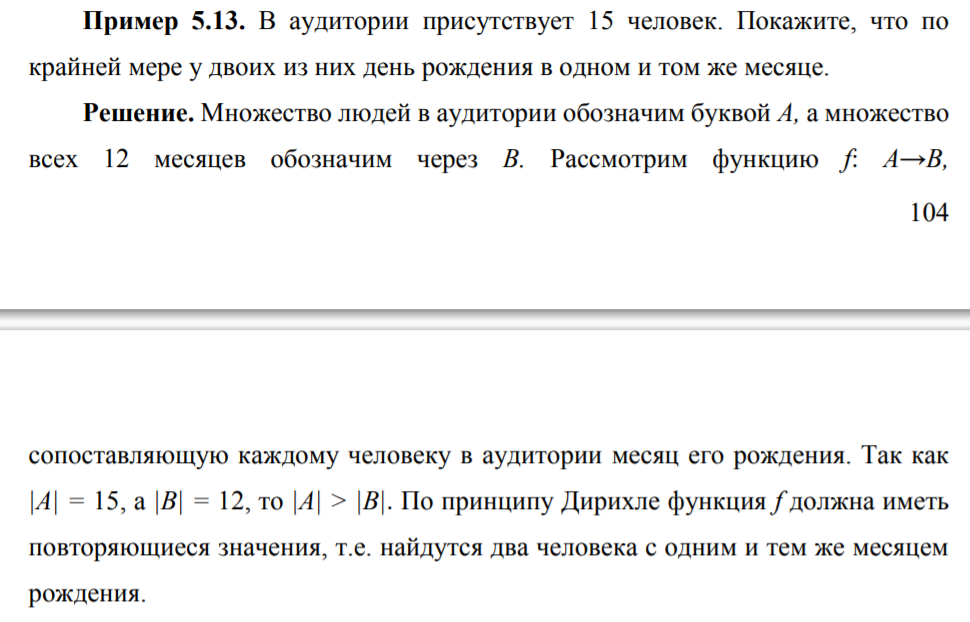 Пример 5.13. В аудитории присутствует 15 человек. Покажите, что по
крайней мере у двоих из них день рождения в одном и том же месяце.
Решение. Множество людей в аудитории обозначим буквой A, а множество
всех 12 месяцев обозначим через B. Рассмотрим функцию f: A→B,
104
сопоставляющую каждому человеку в аудитории месяц его рождения. Так как
|A| = 15, а |B| = 12, то |A| > |B|. По принципу Дирихле функция f должна иметь
повторяющиеся значения, т.е. найдутся два человека с одним и тем же месяцем
рождения.